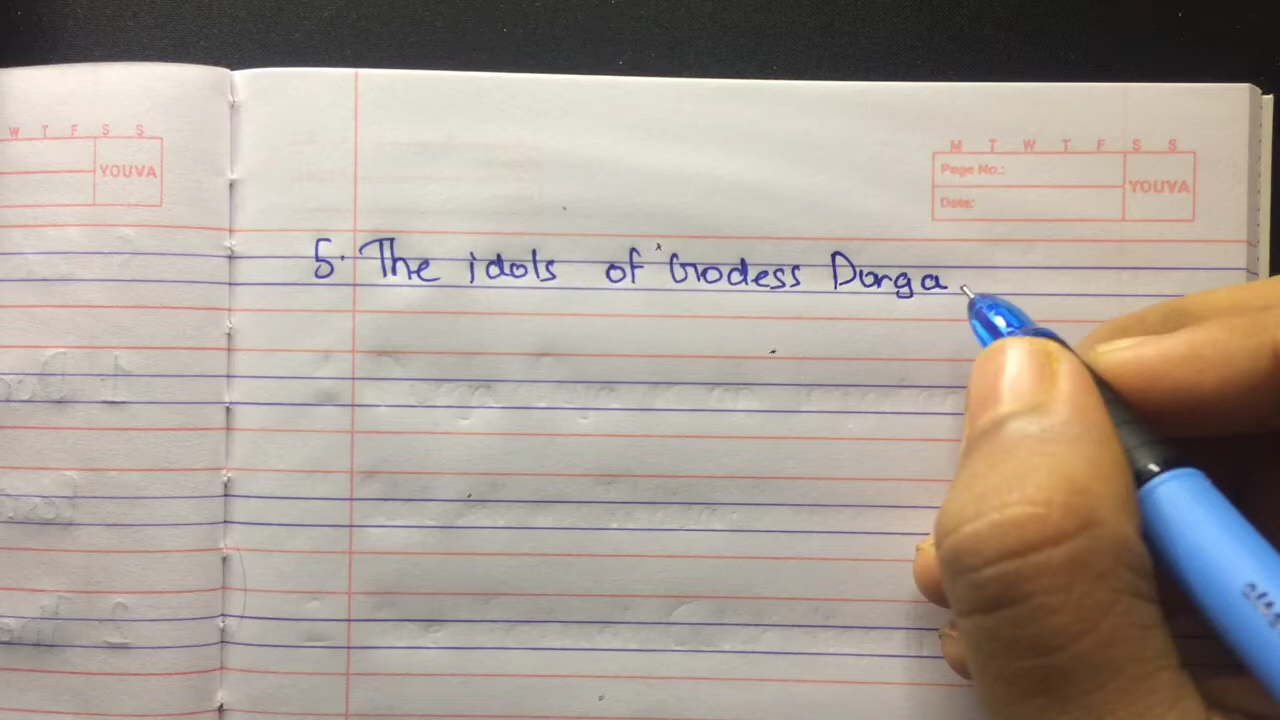 W T F S S
YOUVA
M T W T F S S
Page No.:
YOUVA
Date:
5. The idols of Godess Durga